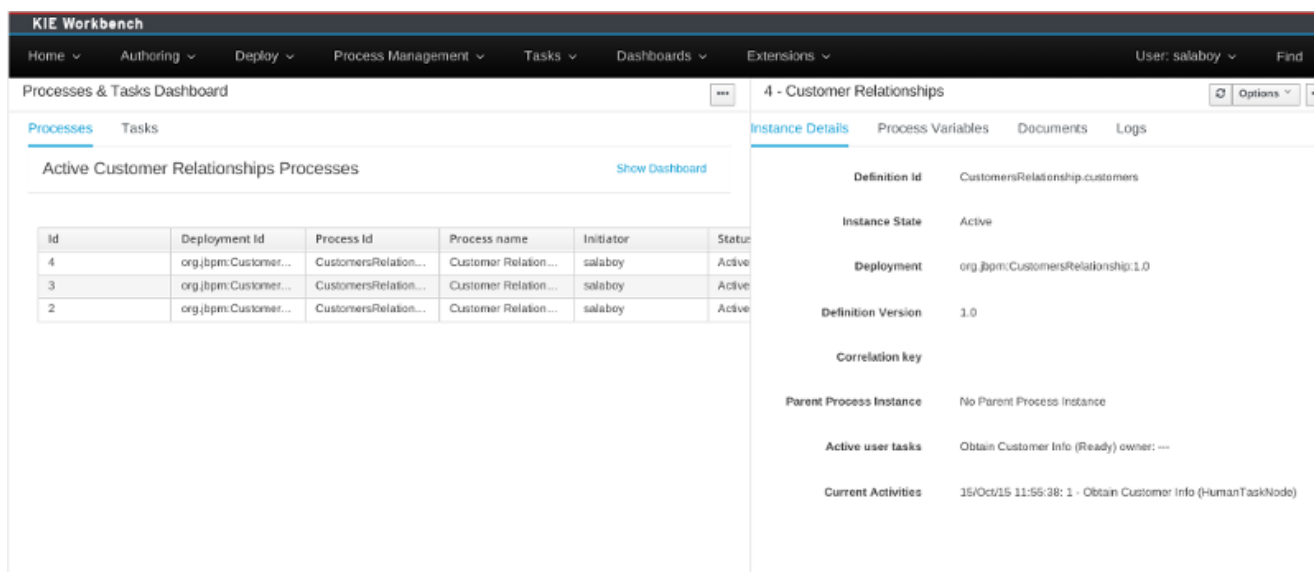 KIE Workbench
Home Authoring Deploy Process Management Tasks Dashboards Extensions User: salaboy Find
Processes & Tasks Dashboard
Processes Tasks
Active Customer Relationships Processes Show Dashboard
Id Deployment Id Process Id Process name Initiator Status
4 org.jbpm:Customer... CustomersRelation... Customer Relation... salaboy Active
3 org.jbpm:Customer... CustomersRelation... Customer Relation... salaboy Active
2 org.jbpm:Customer... CustomersRelation... Customer Relation... salaboy Active
4 - Customer Relationships Options
Instance Details Process Variables Documents Logs
Definition Id CustomersRelationship.customers
Instance State Active
Deployment org.jbpm:CustomersRelationship:1.0
Definition Version 1.0
Correlation key
Parent Process Instance No Parent Process Instance
Active user tasks Obtain Customer Info (Ready) owner: ---
Current Activities 15/Oct/15 11:55:38: 1 - Obtain Customer Info (HumanTaskNode)